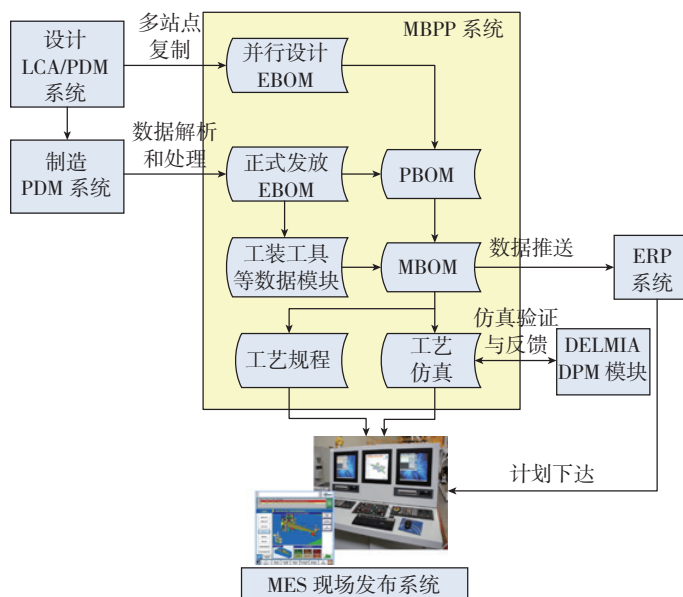 MBPP 系统
设计
LCA/PDM
系统
多站点
复制
并行设计
EBOM
制造
PDM 系统
数据解析
和处理
正式发放
EBOM
PBOM
工装工具
等数据模块
MBOM
数据推送
ERP
系统
工艺规程
工艺
仿真
仿真验证
与反馈
DELMIA
DPM 模块
计划下达
MES 现场发布系统